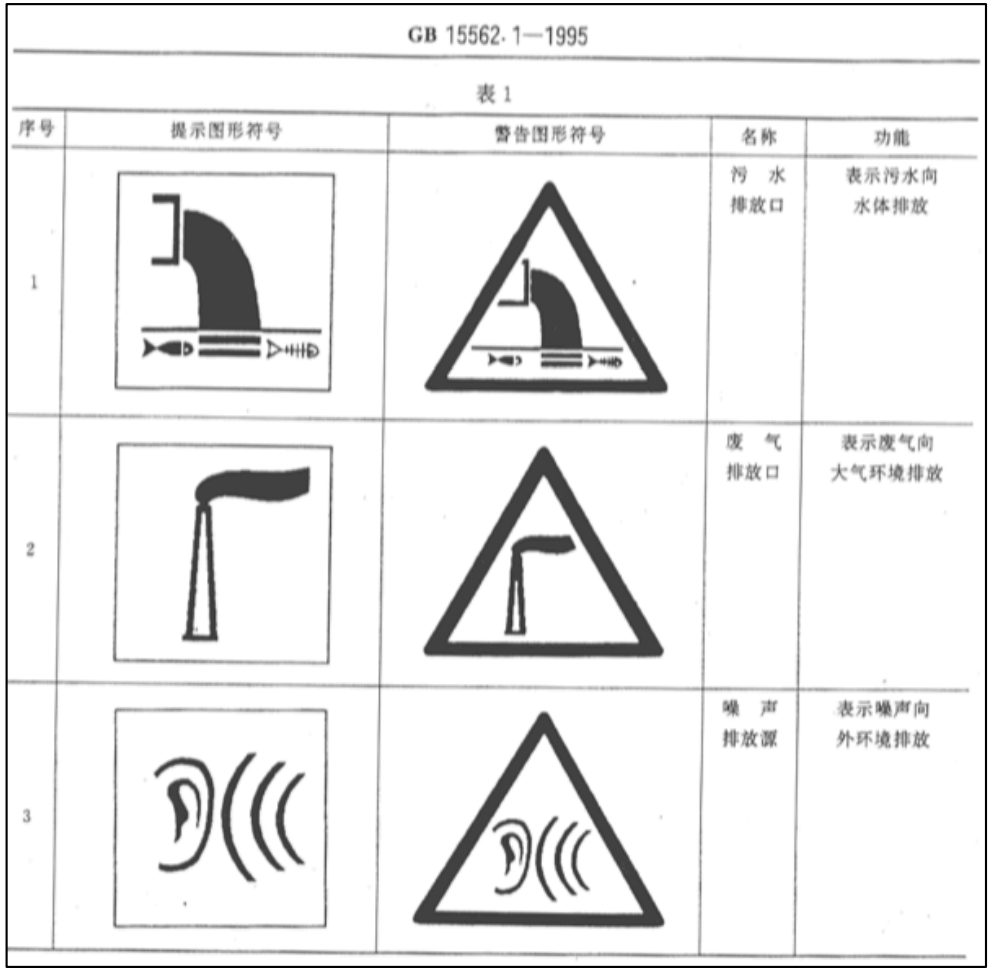 GB 15562.1—1995
表 1
序号 提示图形符号 警告图形符号 名称 功能
1 污 水 表示污水向
排放口 水体排放
2 废 气 表示废气向
排放口 大气环境排放
3 噪 声 表示噪声向
排放源 外环境排放